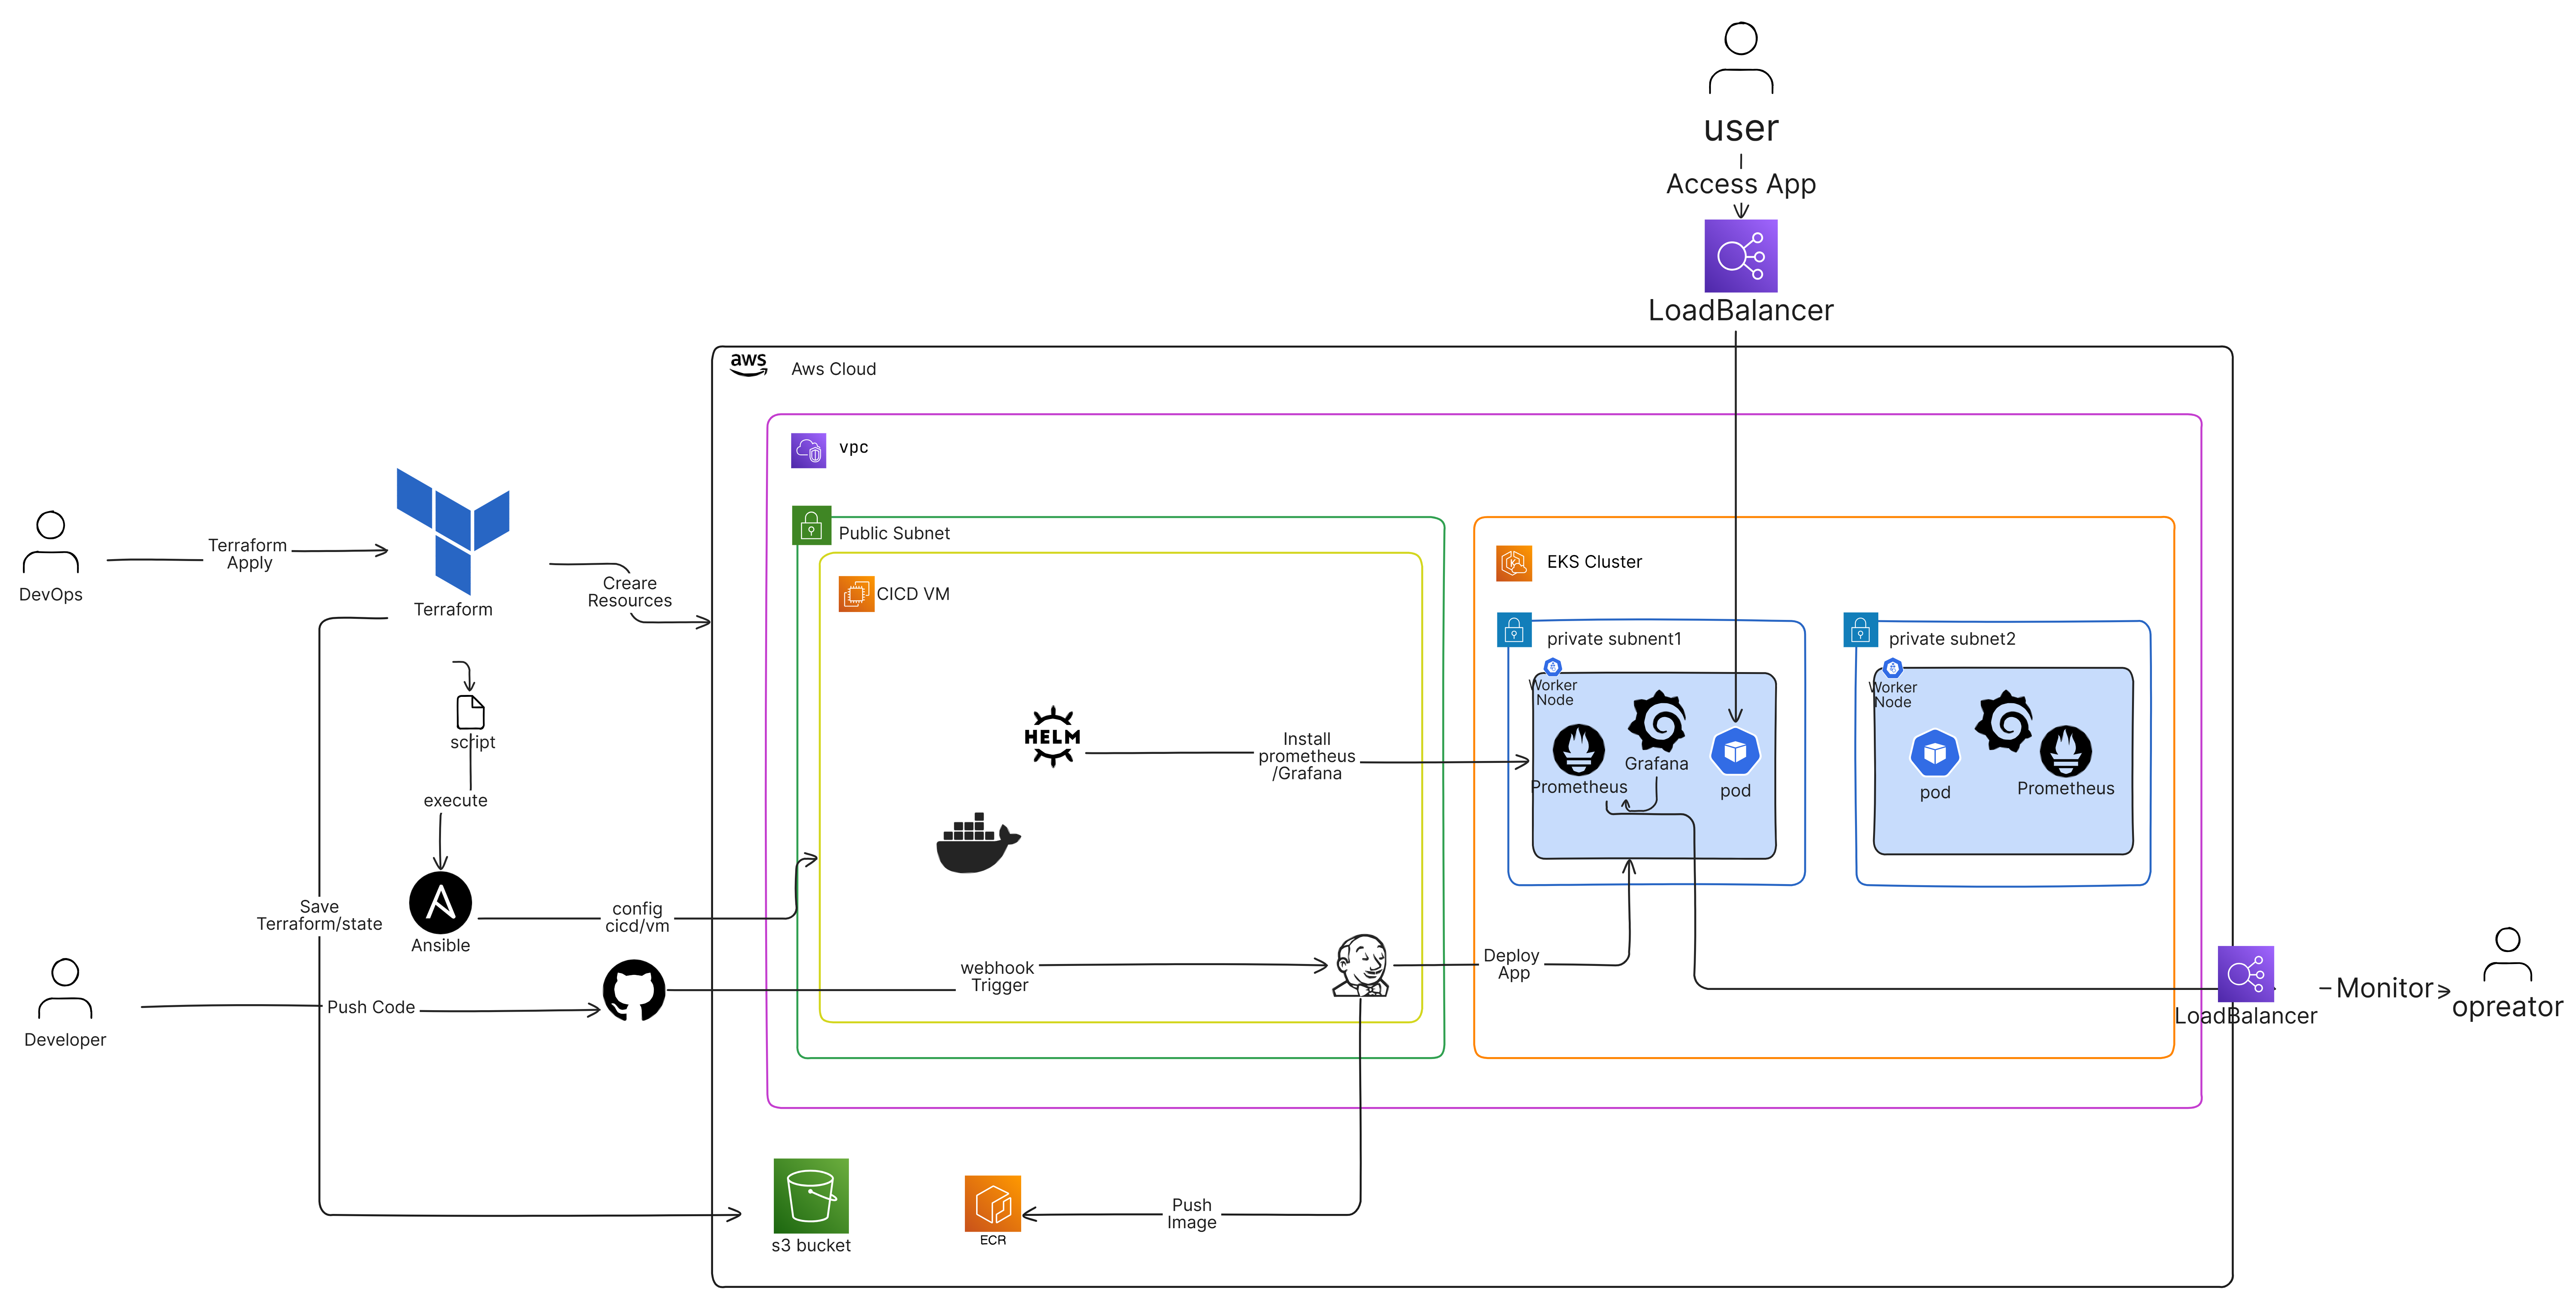 user
Access App
LoadBalancer
aws
Aws Cloud
vpc
Public Subnet
CICD VM
EKS Cluster
private subnent1
private subnet2
Worker
Node
Worker
Node
HELM
Install
prometheus
/Grafana
Prometheus
Grafana
pod
pod
Prometheus
DevOps
Terraform
Apply
Terraform
Creare
Resources
script
execute
Ansible
Save
Terraform/state
config
cicd/vm
Developer
Push Code
webhook
Trigger
Deploy
App
LoadBalancer
Monitor
opreator
s3 bucket
ECR
Push
Image